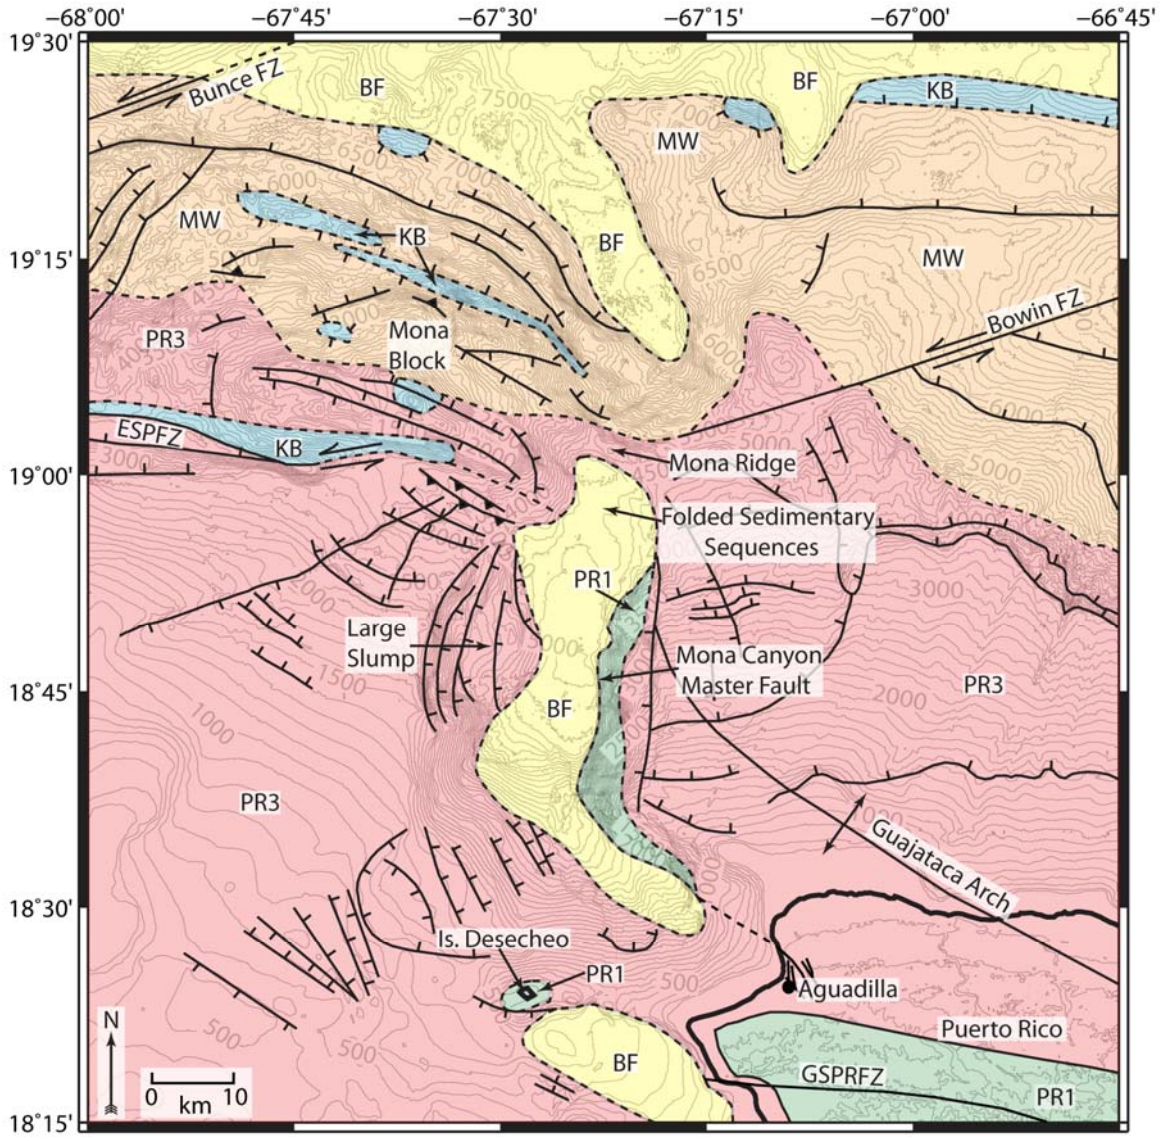 −68°00' −67°45' −67°30' −67°15' −67°00' −66°45'
19°30'
Bunce FZ
BF
7500
BF
KB
7000
MW
6500
6000
MW
KB
BF
MW
19°15'
6500
Bowin FZ
PR3
Mona
Block
6000
6000
ESPFZ
KB
5000
5000
3000
Mona Ridge
19°00'
Folded Sedimentary
Sequences
PR1
3000
2000
Large
Slump
Mona Canyon
Master Fault
PR3
1500
18°45'
2000
BF
1000
PR3
1000
Guajataca Arch
18°30'
Is. Desecheo
PR1
500
Aguadilla
N
Puerto Rico
500
500
BF
GSPRFZ
PR1
0 10
km
18°15'